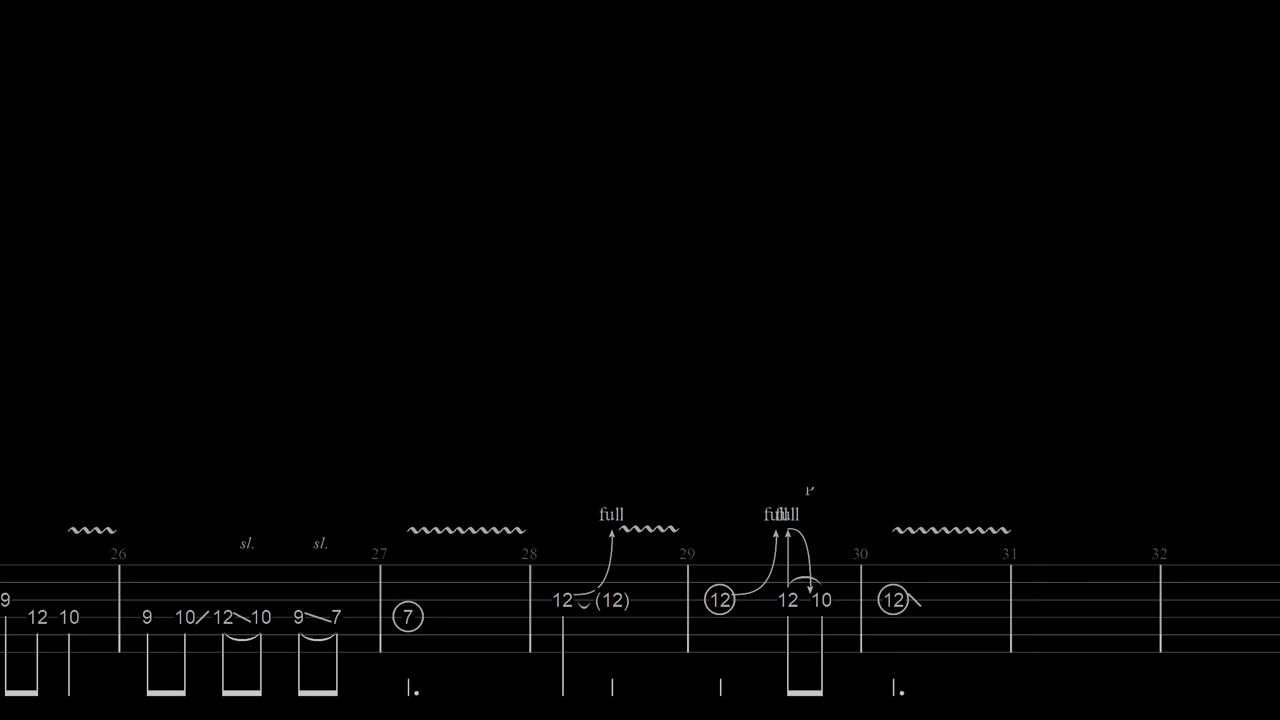 P
full full full
sl. sl.
26 27 28 29 30 31 32
9 12 (12) 12 12 10 12
12 10 9 10 12 10 9 7 7